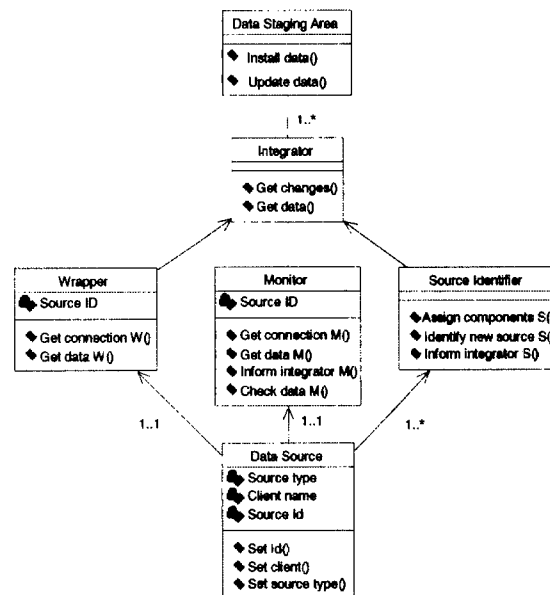 Data Staging Area
Install data()
Update data()
1..*
Integrator
Get changes()
Get data()
Wrapper
Source ID
Get connection W()
Get data W()
Monitor
Source ID
Get connection M()
Get data M()
Inform integrator M()
Check data M()
Source Identifier
Assign components S()
Identify new source S()
Inform integrator S()
1..1
1..1
1..*
Data Source
Source type
Client name
Source Id
Set Id()
Set client()
Set source type()